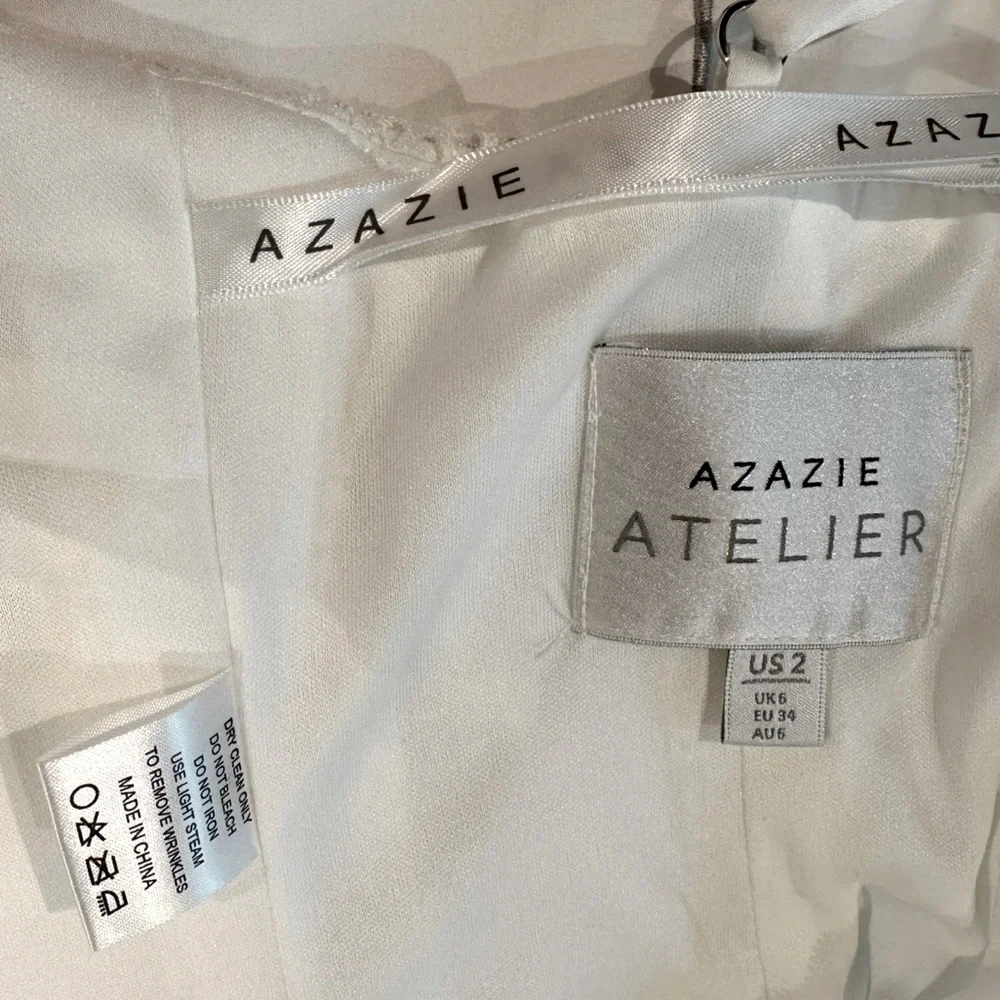 AZAZIE
AZAZ
AZAZIE
ATELIER
US 2
UK 6
EU 34
AU 6
DRY CLEAN ONLY
DO NOT BLEACH
DO NOT IRON
USE LIGHT STEAM
TO REMOVE WRINKLES
MADE IN CHINA